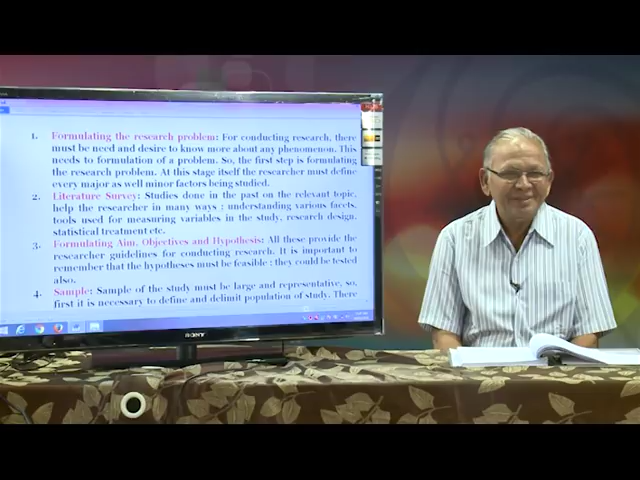 1. Formulating the research problem: For conducting research, there
must be need and desire to know more about any phenomenon. This
needs to formulation of a problem. So, the first step is formulating
the research problem. At this stage itself the researcher must define
every major as well minor factors being studied.
2. Literature Survey: Studies done in the past on the relevant topic,
help the researcher in many ways : understanding various facets,
tools used for measuring variables in the study, research design,
statistical treatment etc.
3. Formulating Aim, Objectives and Hypothesis: All these provide the
researcher guidelines for conducting research. It is important to
remember that the hypotheses must be feasible : they could be tested
also.
4. Sample: Sample of the study must be large and representative, so,
first it is necessary to define and delimit population of study. There
SONY